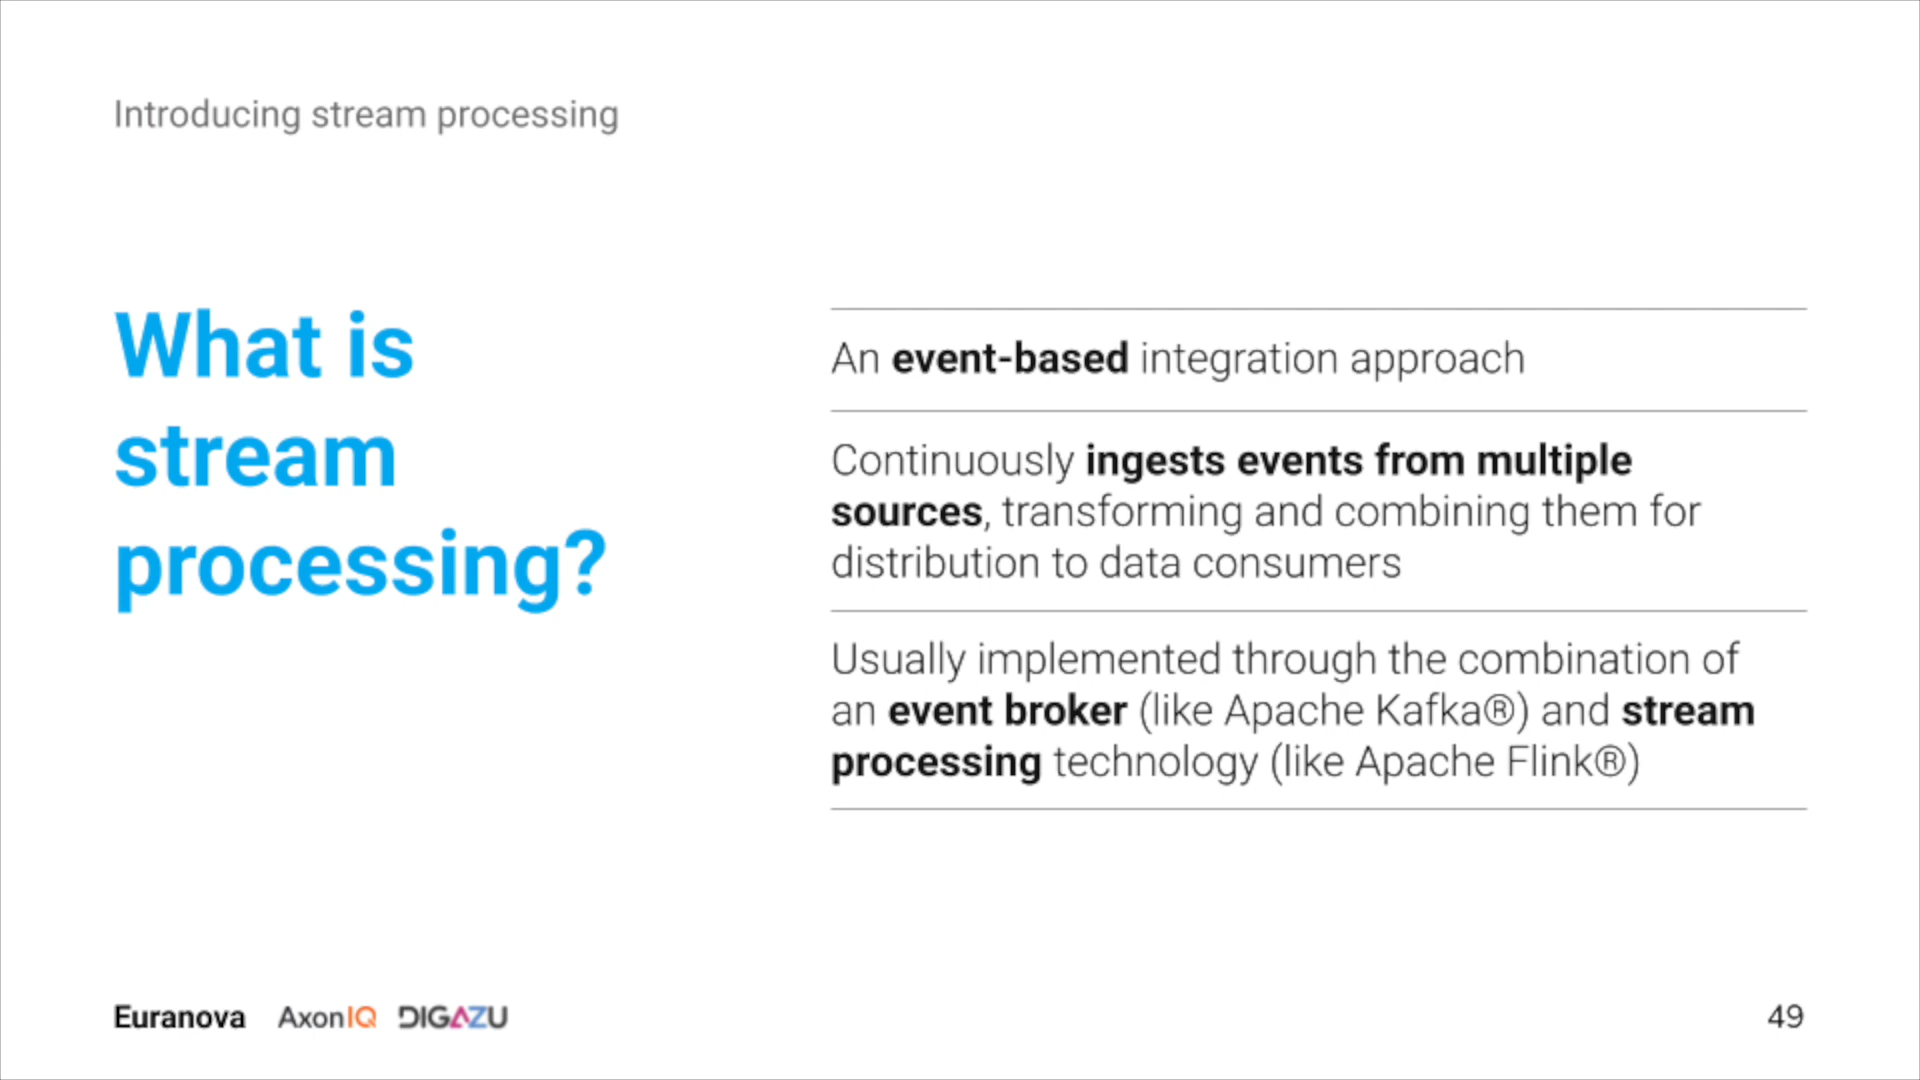 Introducing stream processing
What is
stream
processing?
An event-based integration approach
Continuously ingests events from multiple
sources, transforming and combining them for
distribution to data consumers
Usually implemented through the combination of
an event broker (like Apache Kafka®) and stream
processing technology (like Apache Flink®)
Euranova AxonIQ DIGAZU
49